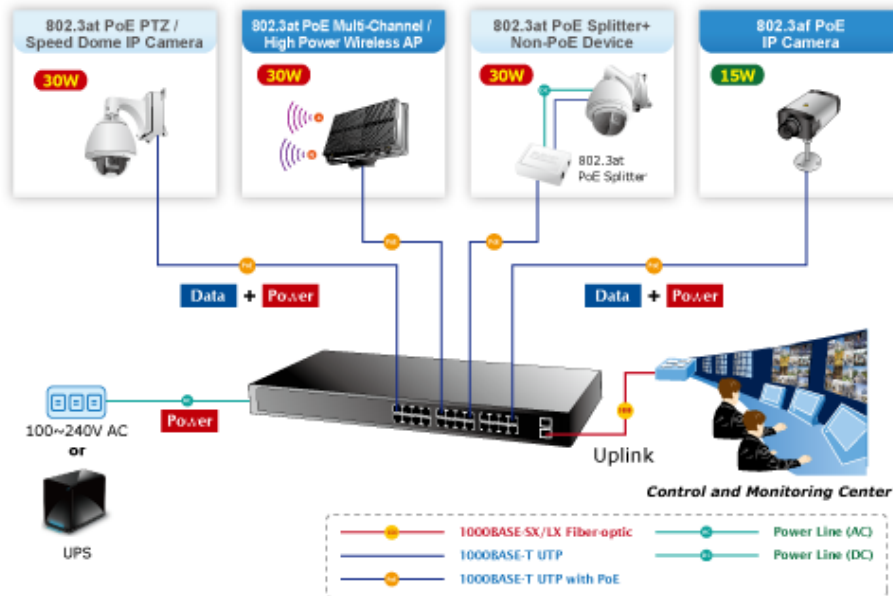 802.3at PoE PTZ /
Speed Dome IP Camera
30W
802.3at PoE Multi-Channel /
High Power Wireless AP
30W
802.3at PoE Splitter+
Non-PoE Device
30W
802.3at
PoE Splitter
802.3af PoE
IP Camera
15W
Data + Power
Data + Power
100~240V AC
or
UPS
Power
Uplink
Control and Monitoring Center
1000BASE-SX/LX Fiber-optic
1000BASE-T UTP
PoE 1000BASE-T UTP with PoE
AC Power Line (AC)
Power Line (DC)